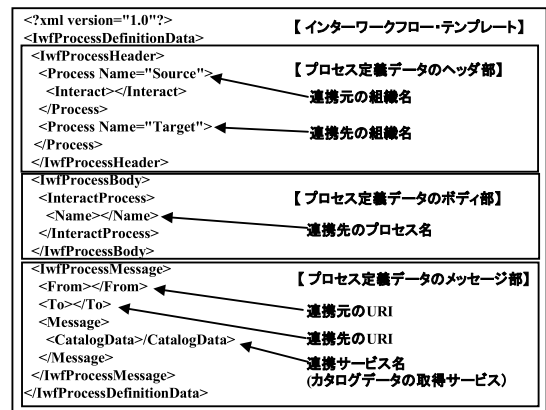 <?xml version="1.0"?>
【インターワークフロー・テンプレート】
<IwfProcessDefinitionData>
<IwfProcessHeader>
【プロセス定義データのヘッダ部】
<Process Name="Source">
<Interact></Interact>
連携元の組織名
</Process>
<Process Name="Target">
連携先の組織名
</Process>
</IwfProcessHeader>
<IwfProcessBody>
<InteractProcess>
【プロセス定義データのボディ部】
<Name></Name>
連携先のプロセス名
</InteractProcess>
</IwfProcessBody>
<IwfProcessMessage>
【プロセス定義データのメッセージ部】
<From></From>
連携元のURI
<To></To>
連携先のURI
<Message>
<CatalogData>/CatalogData>
連携サービス名
(カタログデータの取得サービス)
</Message>
</IwfProcessMessage>
</IwfProcessDefinitionData>